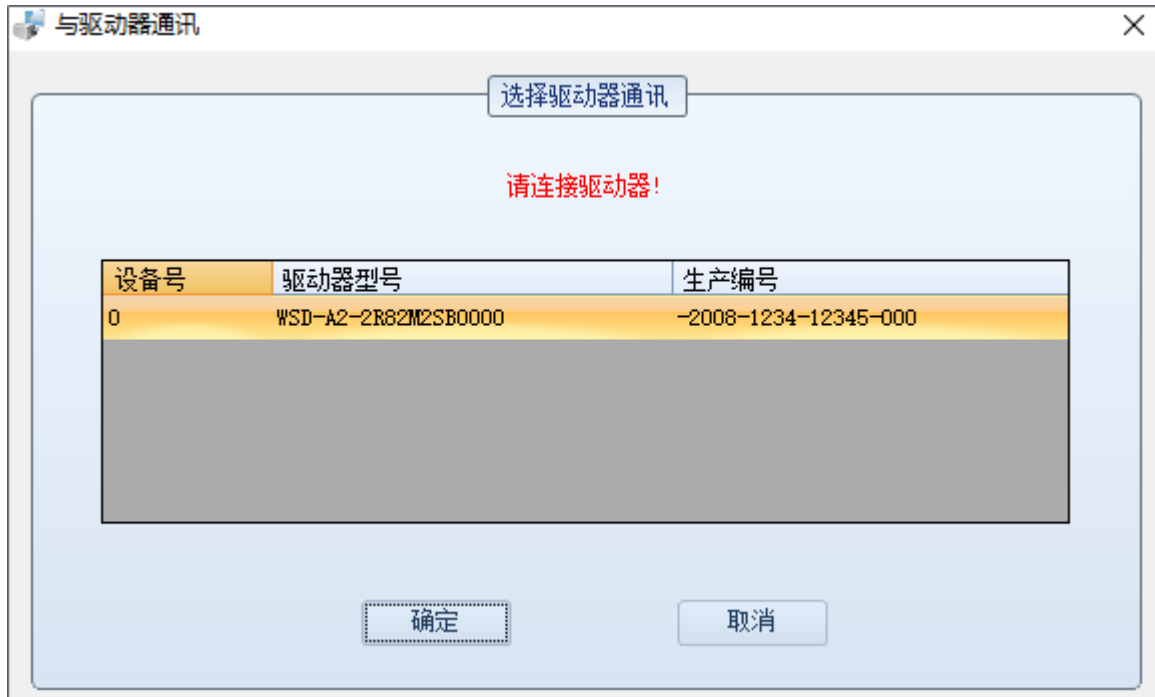 与驱动器通讯
选择驱动器通讯
请连接驱动器!
设备号 驱动器型号 生产编号
0 WSD-A2-2R82M2SB0000 -2008-1234-12345-000
确定 取消